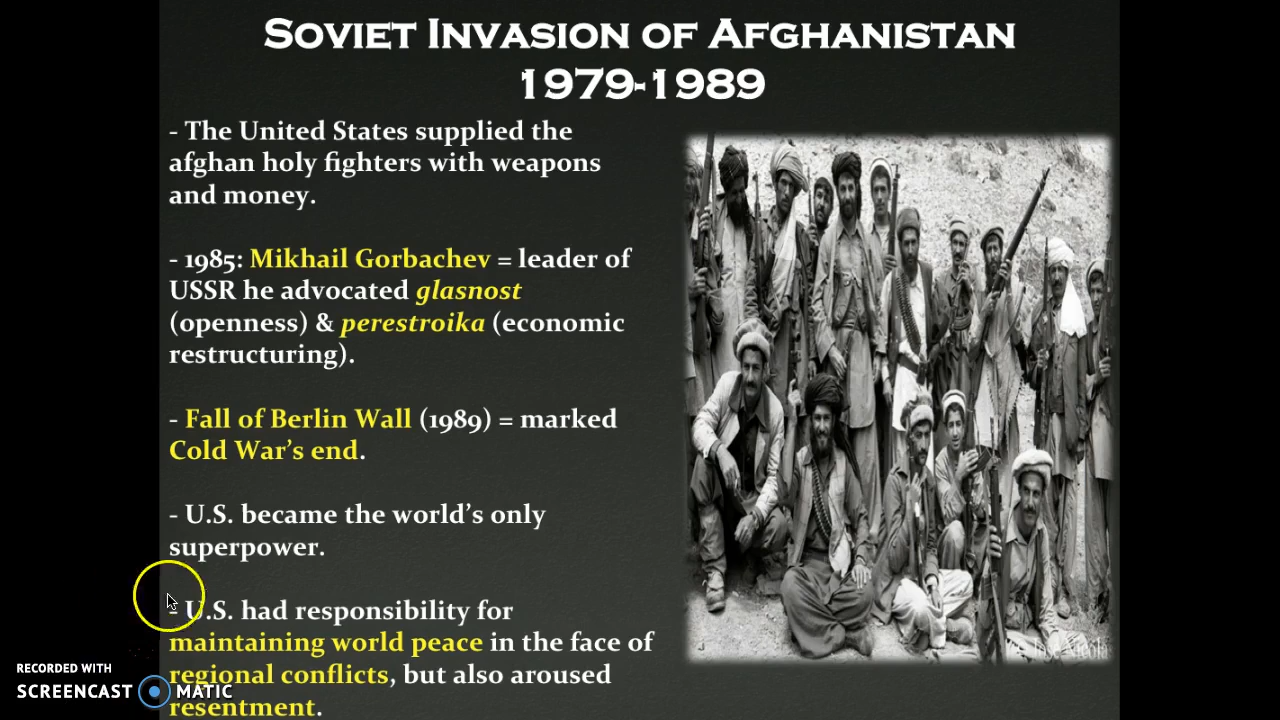 Soviet Invasion of Afghanistan
1979-1989
- The United States supplied the
afghan holy fighters with weapons
and money.
- 1985: Mikhail Gorbachev = leader of
USSR he advocated glasnost
(openness) & perestroika (economic
restructuring).
- Fall of Berlin Wall (1989) = marked
Cold War's end.
- U.S. became the world's only
superpower.
- U.S. had responsibility for
maintaining world peace in the face of
regional conflicts, but also aroused
resentment.
RECORDED WITH
SCREENCAST MATIC